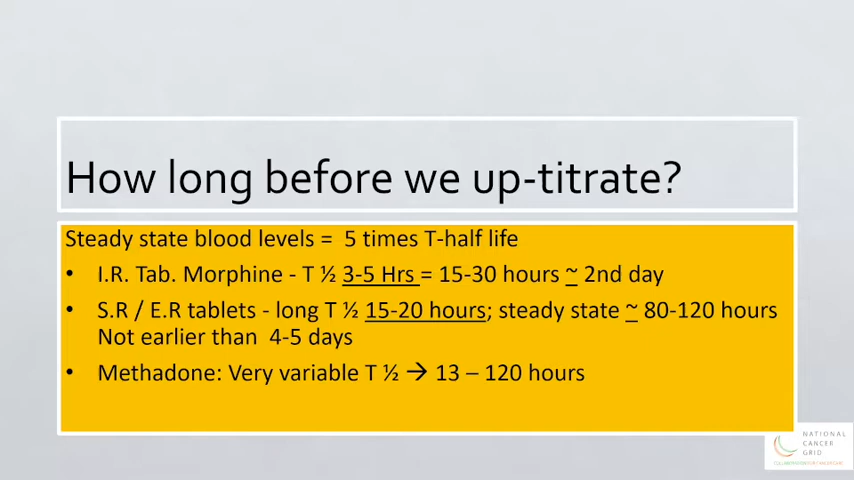 How long before we up-titrate?
Steady state blood levels = 5 times T-half life
• I.R. Tab. Morphine - T ½ 3-5 Hrs = 15-30 hours ~ 2nd day
• S.R / E.R tablets - long T ½ 15-20 hours; steady state ~ 80-120 hours
Not earlier than 4-5 days
• Methadone: Very variable T ½ → 13 – 120 hours
NATIONAL
CANCER
GRID